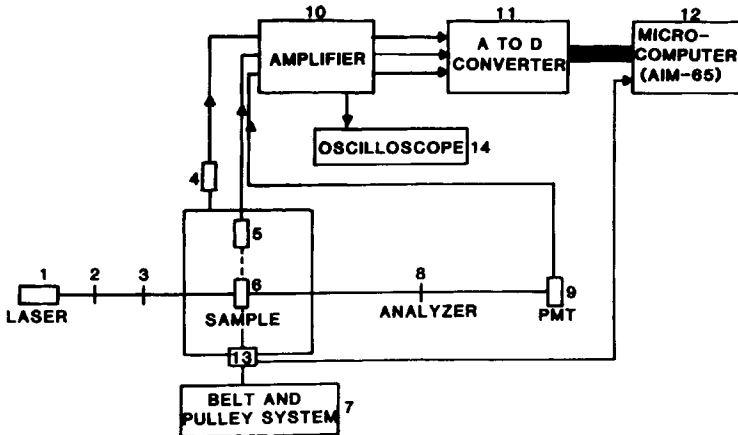 10
11
12
AMPLIFIER
A TO D
CONVERTER
MICRO-
COMPUTER
(AIM-65)
OSCILLOSCOPE 14
4
5
1
2
3
6
8
9
LASER
SAMPLE
ANALYZER
PMT
13
BELT AND
PULLEY SYSTEM
7